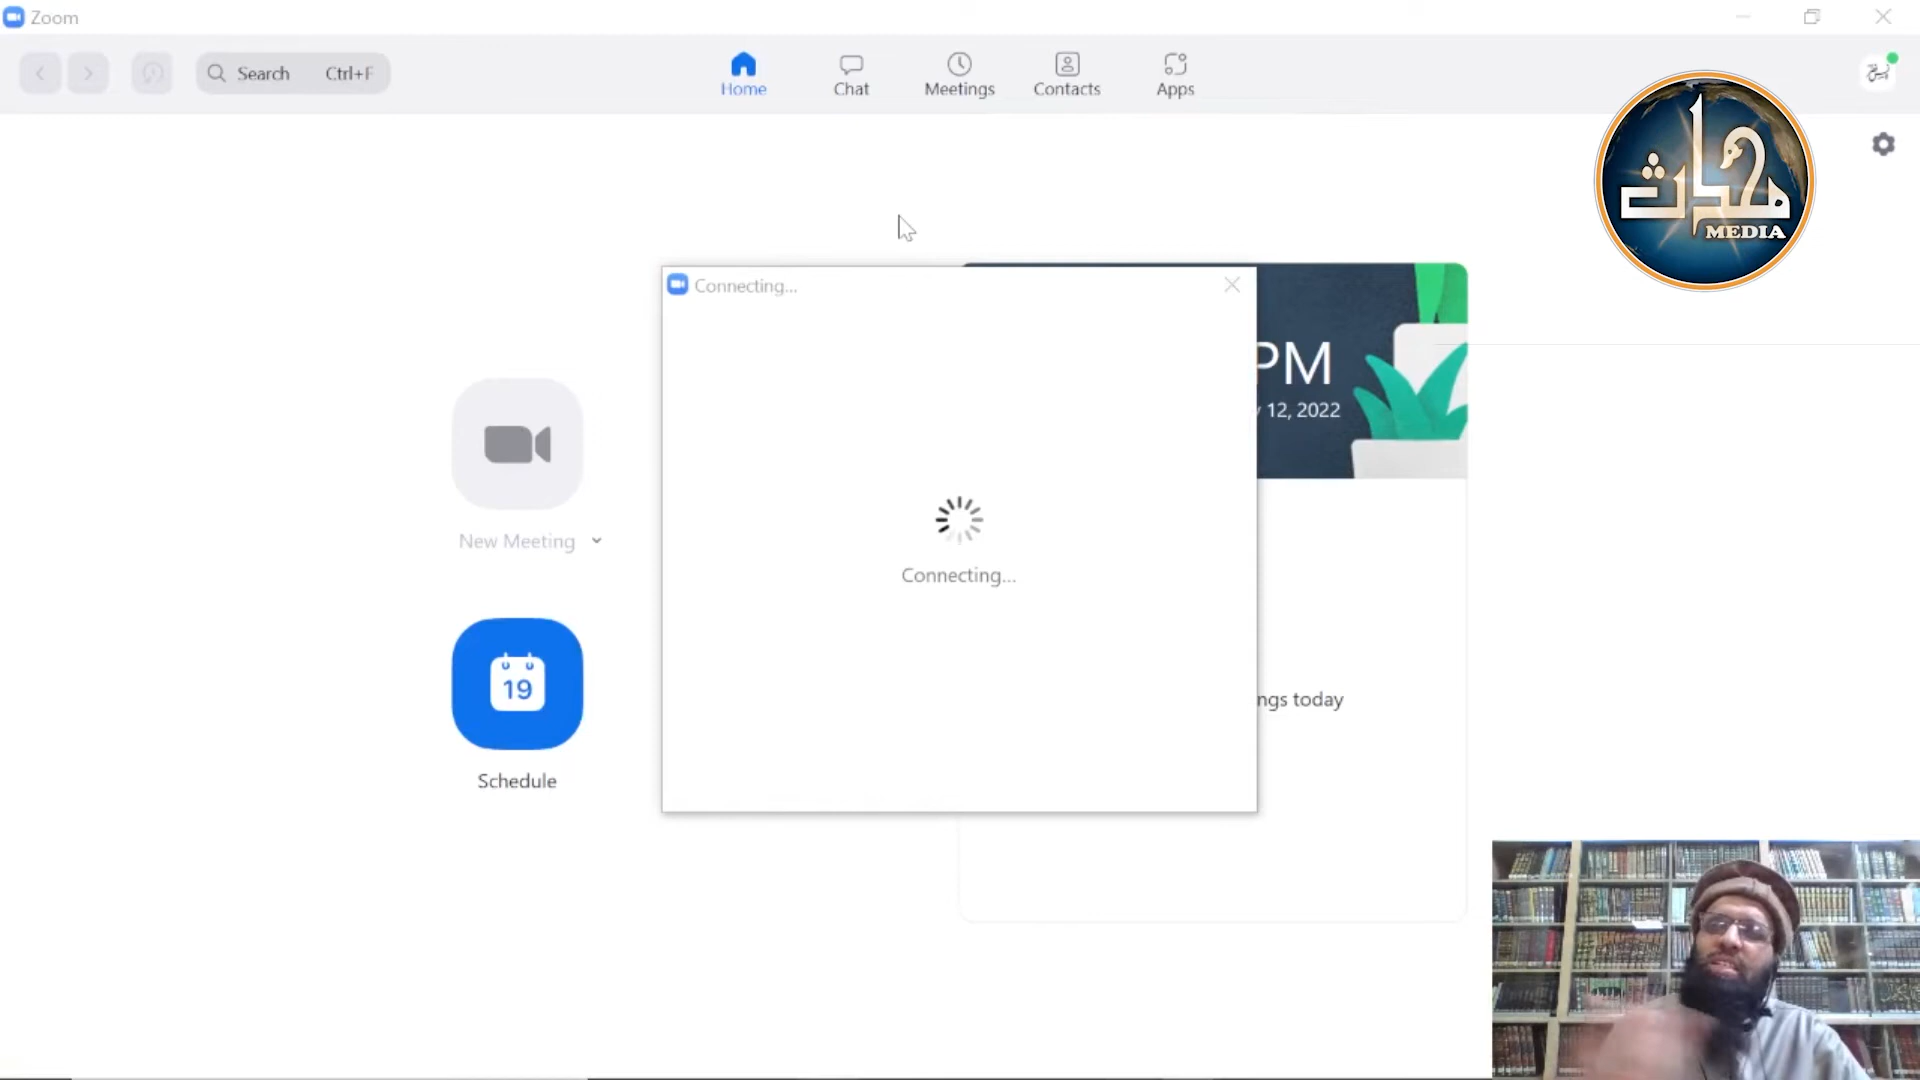 Zoom
Search Ctrl+F
Home
Chat
Meetings
Contacts
Apps
MEDIA
Connecting...
PM
12, 2022
New Meeting
Connecting...
19
ngs today
Schedule